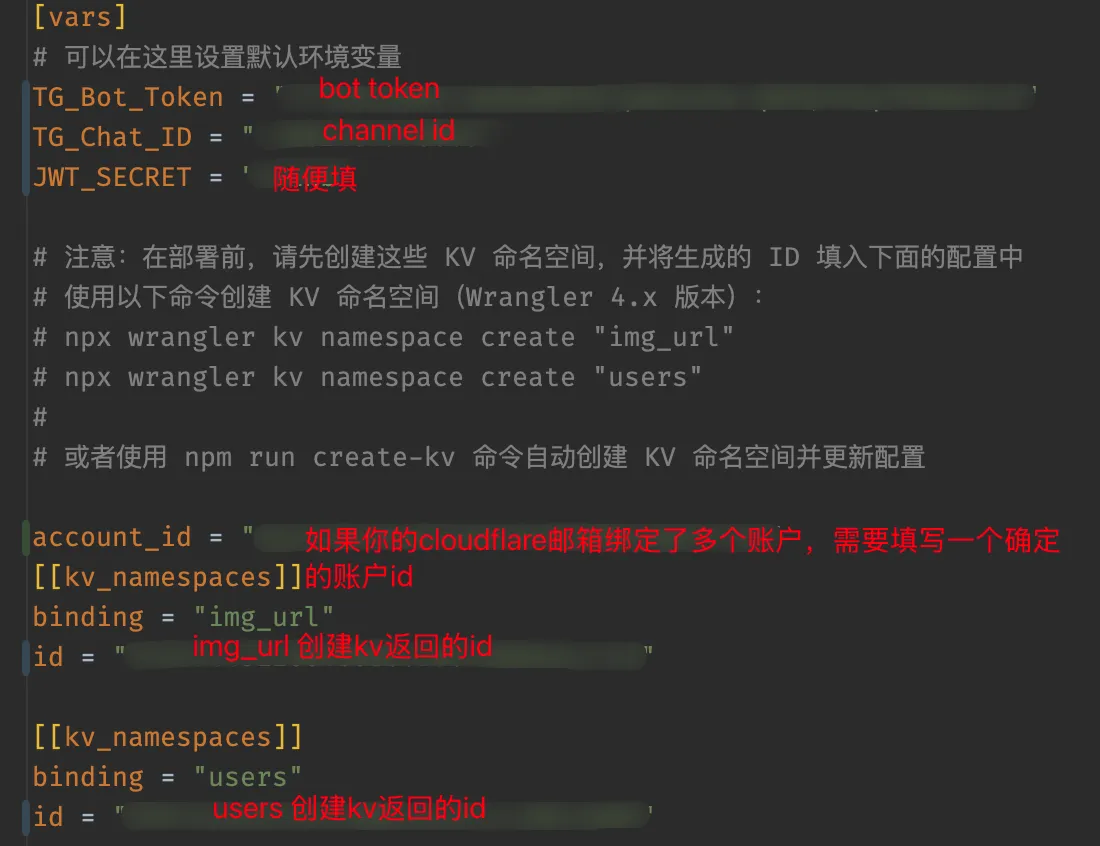 [vars]
# 可以在这里设置默认环境变量
TG_Bot_Token = " bot token "
TG_Chat_ID = " channel id
JWT_SECRET = ' 随便填
# 注意：在部署前，请先创建这些 KV 命名空间，并将生成的 ID 填入下面的配置中
# 使用以下命令创建 KV 命名空间（Wrangler 4.x 版本）：
# npx wrangler kv namespace create "img_url"
# npx wrangler kv namespace create "users"
#
# 或者使用 npm run create-kv 命令自动创建 KV 命名空间并更新配置
account_id = " 如果你的cloudflare邮箱绑定了多个账户，需要填写一个确定
[[kv_namespaces]] 的账户id
binding = "img_url"
id = " img_url 创建kv返回的id "
[[kv_namespaces]]
binding = "users"
id = " users 创建kv返回的id "